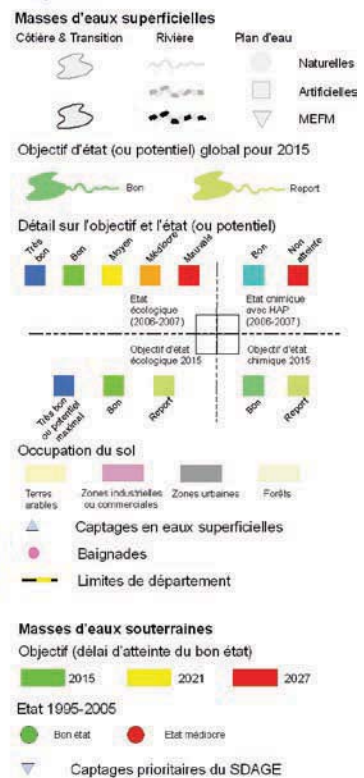 Masses d'eaux superficielles
Côtière & Transition Rivière Plan d'eau
Naturelles
Artificielles
MEFM
Objectif d'état (ou potentiel) global pour 2015
Bon Report
Détail sur l'objectif et l'état (ou potentiel)
Très bon Bon Moyen Médiocre Mauvais Bon Non atteinte
Etat écologique (2006-2007) Etat chimique avec HAP (2006-2007)
Objectif d'état écologique 2015 Objectif d'état chimique 2015
Très bon ou potentiel maximal Bon Report Bon Report
Occupation du sol
Terres arables Zones industrielles ou commerciales Zones urbaines Forêts
Captages en eaux superficielles
Baignades
Limites de département
Masses d'eaux souterraines
Objectif (délai d'atteinte du bon état)
2015 2021 2027
Etat 1995-2005
Bon état Etat médiocre
Captages prioritaires du SDAGE